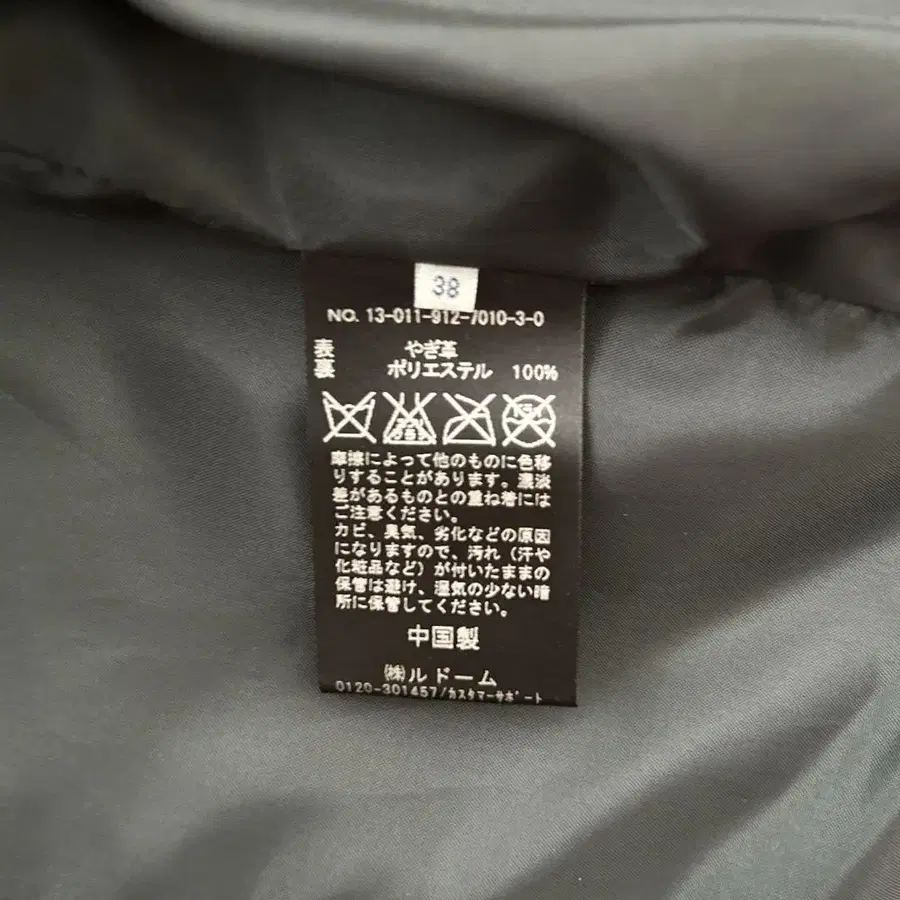 38
NO. 13-011-912-7010-3-0
表 やぎ革
裏 ポリエステル 100%
摩擦によって他のものに色移
りすることがあります。濃淡
差があるものとの重ね着には
ご注意ください。
カビ、臭気、劣化などの原因
になりますので、汚れ（汗や
化粧品など）が付いたままの
保管は避け、湿気の少ない暗
所に保管してください。
中国製
㈱ルドーム
0120-301457/ｶｽﾀﾏｰｻﾎﾟｰﾄ